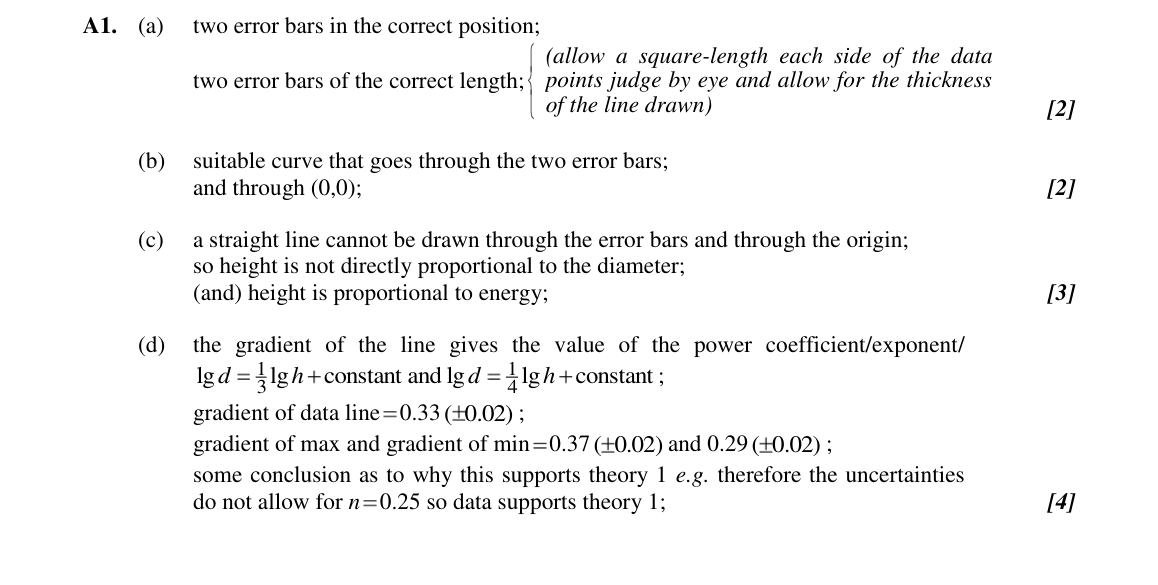 A1. (a) two error bars in the correct position;
two error bars of the correct length; (allow a square-length each side of the data
points judge by eye and allow for the thickness
of the line drawn)
[2]
(b) suitable curve that goes through the two error bars;
and through (0,0); [2]
(c) a straight line cannot be drawn through the error bars and through the origin;
so height is not directly proportional to the diameter;
(and) height is proportional to energy; [3]
(d) the gradient of the line gives the value of the power coefficient/exponent/
lg d = 1/3 lg h + constant and lg d = 1/4 lg h + constant ;
gradient of data line=0.33 (±0.02) ;
gradient of max and gradient of min=0.37 (±0.02) and 0.29 (±0.02) ;
some conclusion as to why this supports theory 1 e.g. therefore the uncertainties
do not allow for n=0.25 so data supports theory 1; [4]